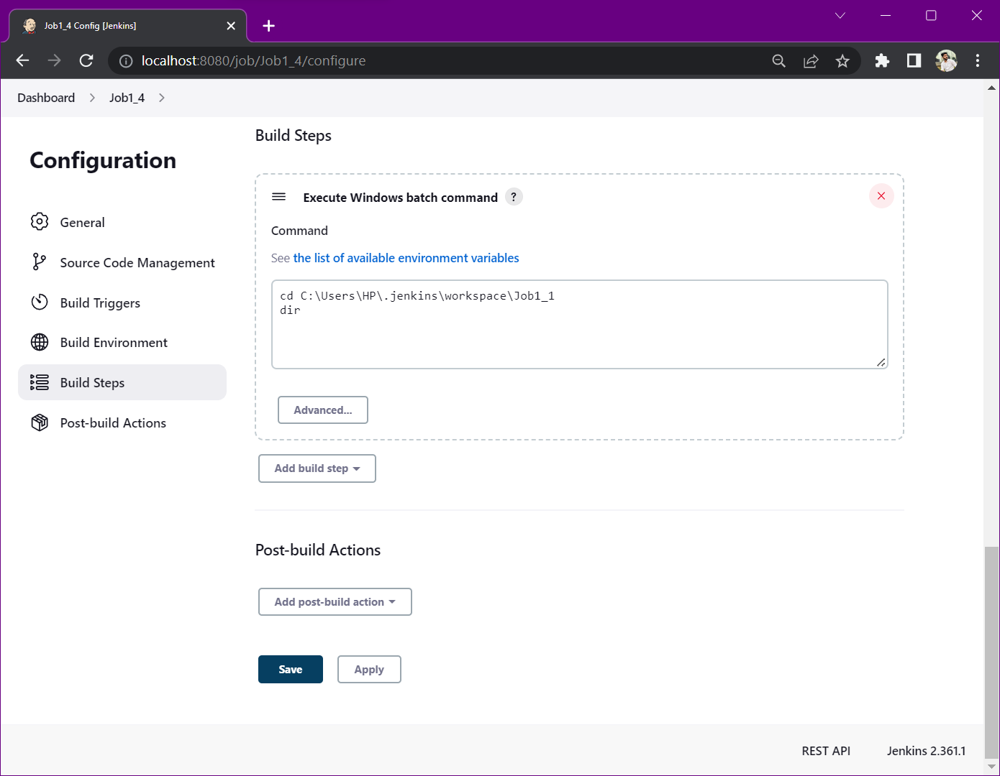 Job1_4 Config [Jenkins]
localhost:8080/job/Job1_4/configure
Dashboard
Job1_4
Configuration
General
Source Code Management
Build Triggers
Build Environment
Build Steps
Post-build Actions
Build Steps
Execute Windows batch command ?
Command
See the list of available environment variables
cd C:\Users\HP\.jenkins\workspace\Job1_1
dir
Advanced...
Add build step
Post-build Actions
Add post-build action
Save
Apply
REST API
Jenkins 2.361.1